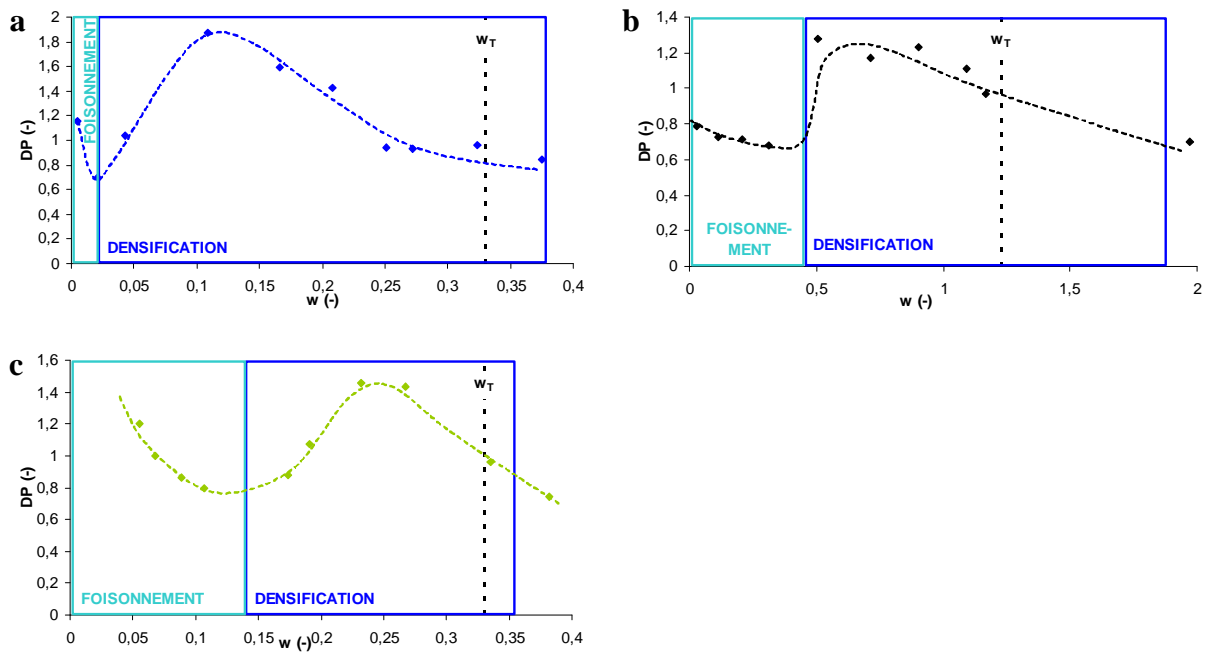 a
2
1,8
1,6
1,4
1,2
1
0,8
0,6
0,4
0,2
0
DP (-)
FOISONNEMENT
DENSIFICATION
wT
0 0,05 0,1 0,15 0,2 0,25 0,3 0,35 0,4
w (-)
b
1,4
1,2
1
0,8
0,6
0,4
0,2
0
DP (-)
wT
FOISONNE-
MENT
DENSIFICATION
0 0,5 1 1,5 2
w (-)
c
1,6
1,4
1,2
1
0,8
0,6
0,4
0,2
0
DP (-)
wT
FOISONNEMENT
DENSIFICATION
0 0,05 0,1 0,15 0,2 0,25 0,3 0,35 0,4
w (-)